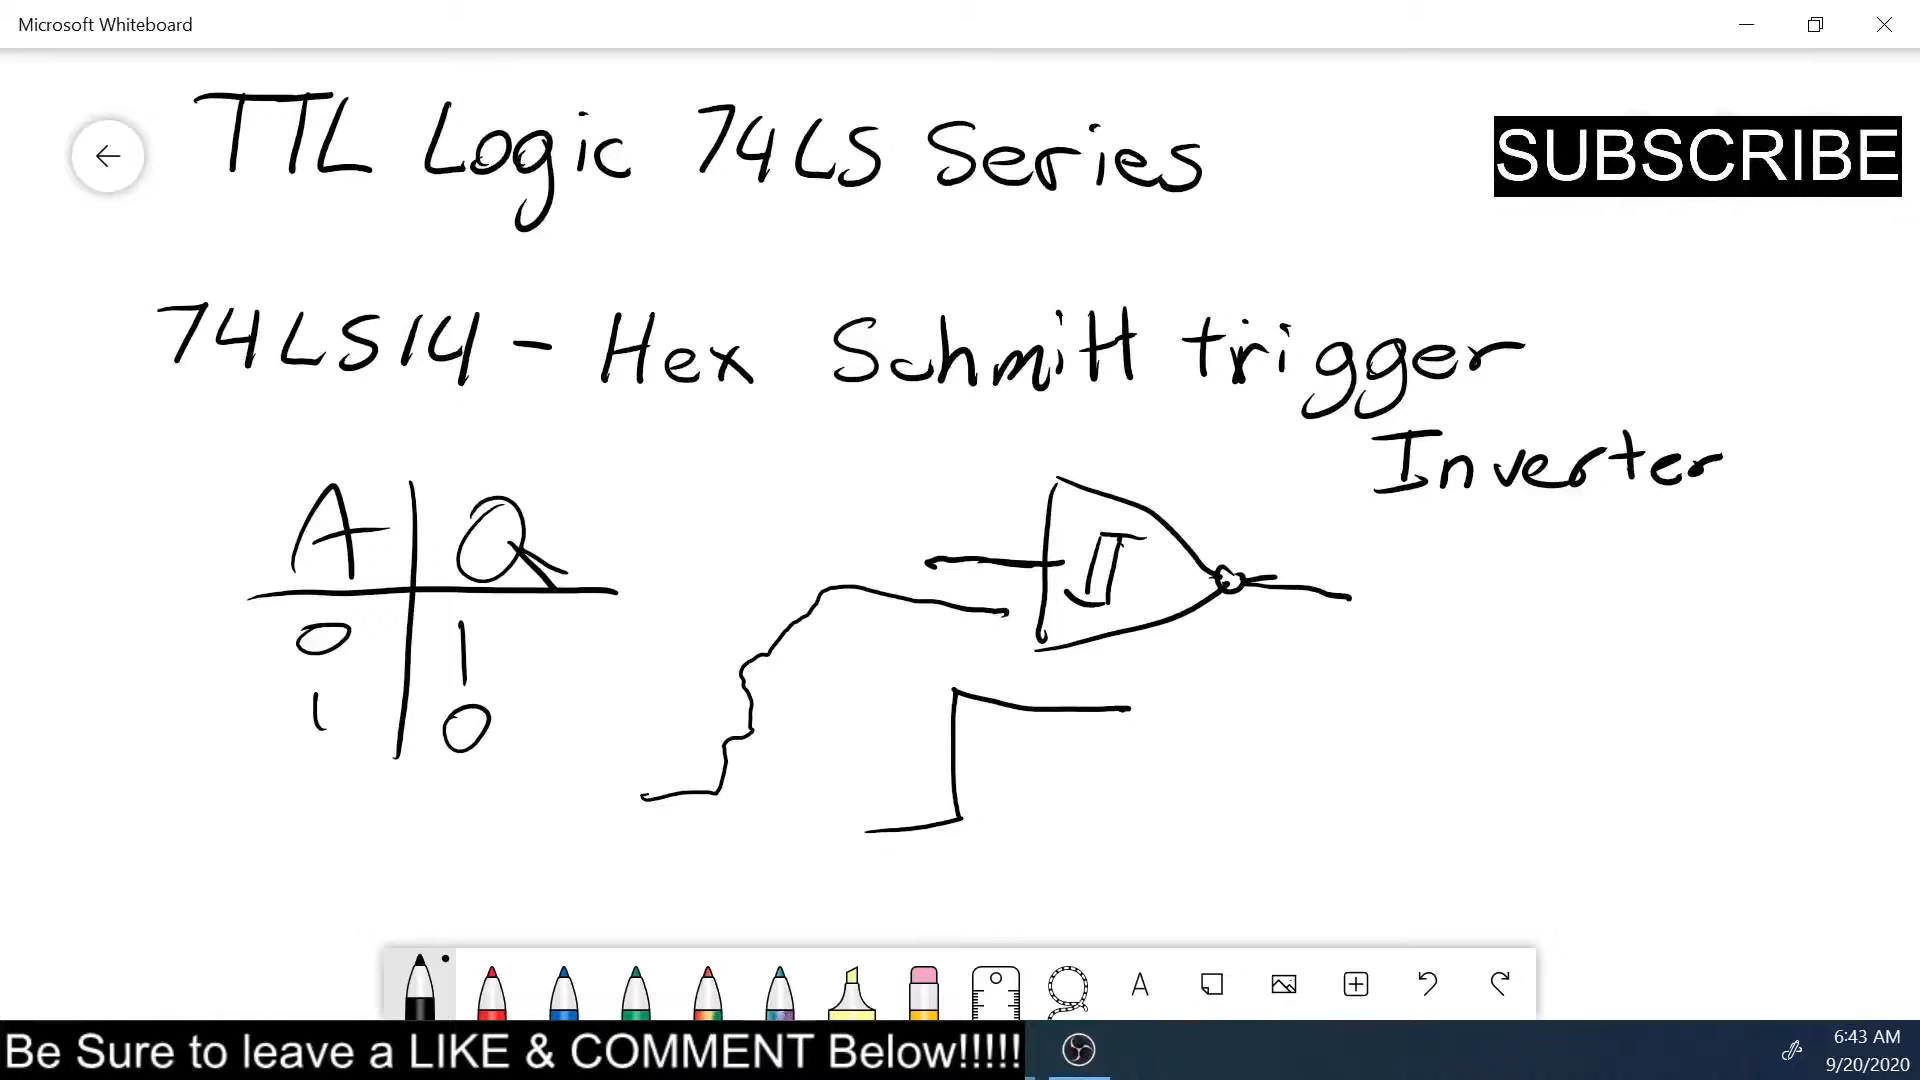 Microsoft Whiteboard
TTL Logic 74LS Series
SUBSCRIBE
74LS14 - Hex Schmitt trigger
Inverter
A Q
0 1
1 0
A
Be Sure to leave a LIKE & COMMENT Below!!!!!
6:43 AM
9/20/2020